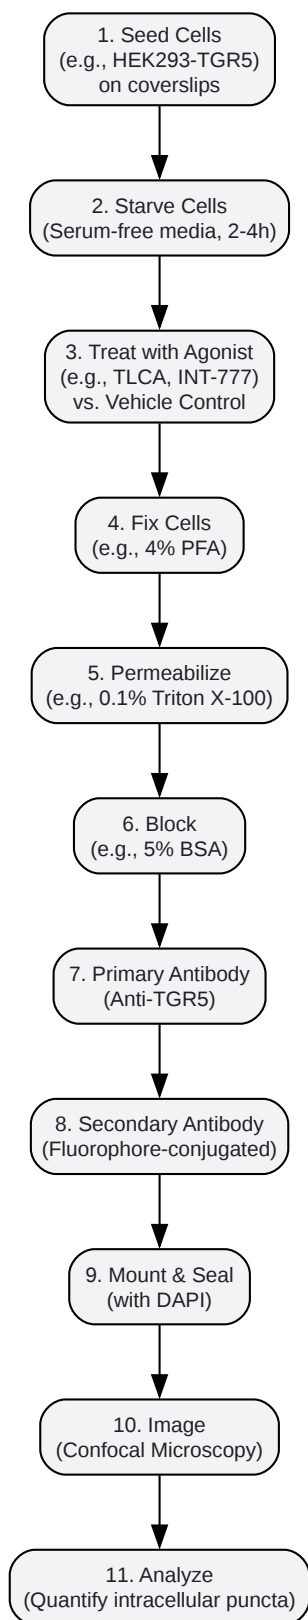 1. Seed Cells
(e.g., HEK293-TGR5)
on coverslips
2. Starve Cells
(Serum-free media, 2-4h)
3. Treat with Agonist
(e.g., TLCA, INT-777)
vs. Vehicle Control
4. Fix Cells
(e.g., 4% PFA)
5. Permeabilize
(e.g., 0.1% Triton X-100)
6. Block
(e.g., 5% BSA)
7. Primary Antibody
(Anti-TGR5)
8. Secondary Antibody
(Fluorophore-conjugated)
9. Mount & Seal
(with DAPI)
10. Image
(Confocal Microscopy)
11. Analyze
(Quantify intracellular puncta)